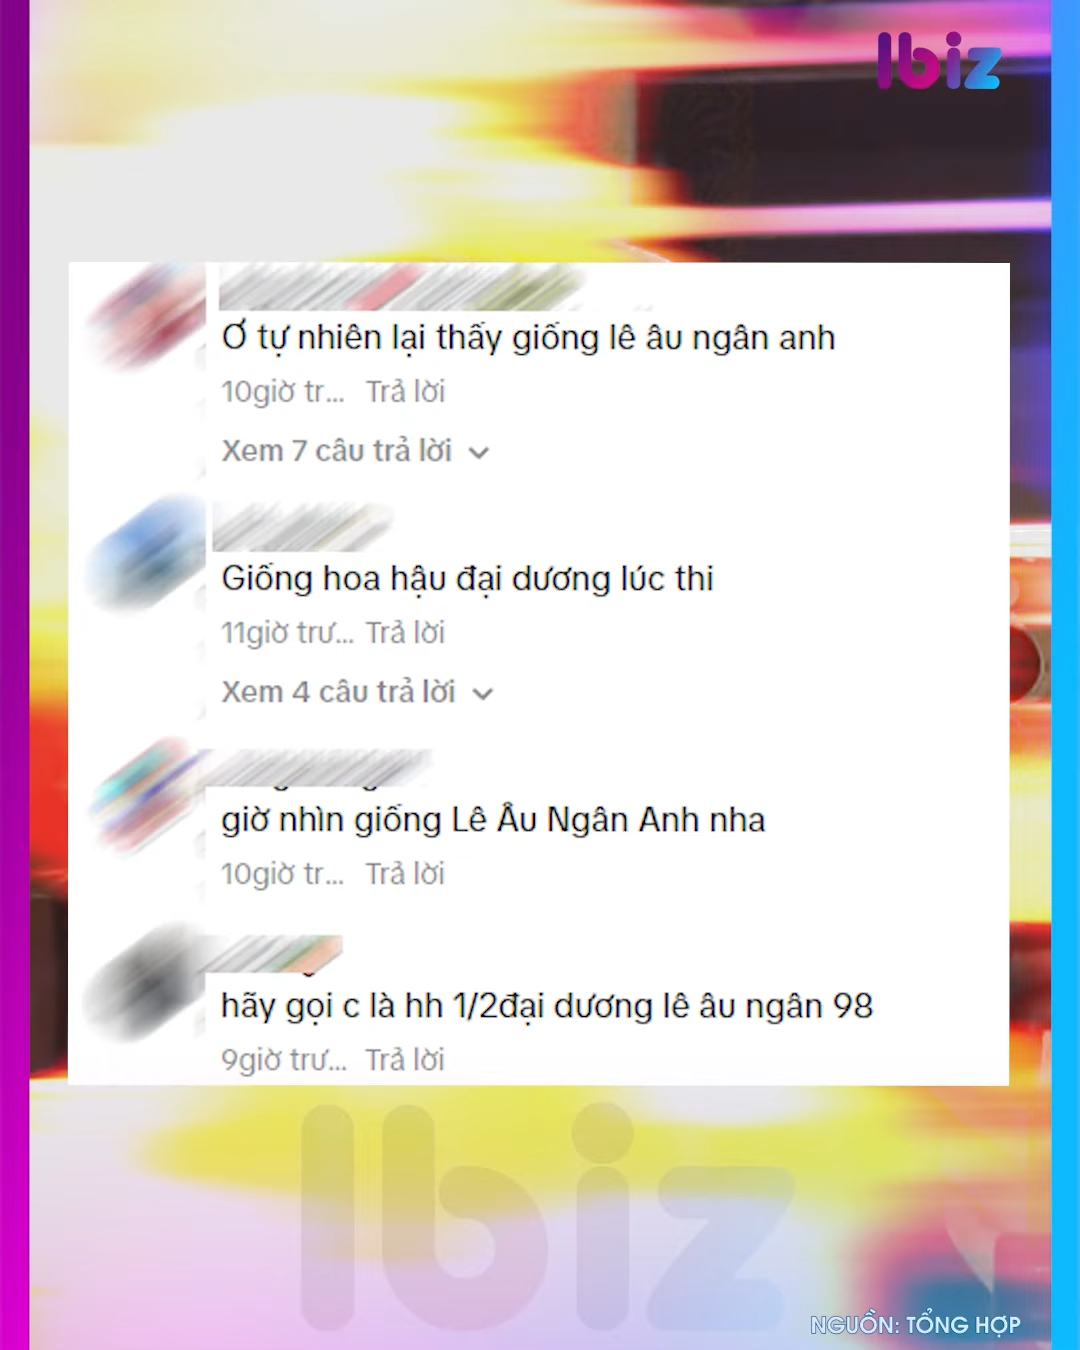 lbiz
Ơ tự nhiên lại thấy giống lê âu ngân anh
10giờ tr... Trả lời
Xem 7 câu trả lời
Giống hoa hậu đại dương lúc thi
11giờ trư... Trả lời
Xem 4 câu trả lời
giờ nhìn giống Lê Âu Ngân Anh nha
10giờ tr... Trả lời
hãy gọi c là hh 1/2đại dương lê âu ngân 98
9giờ trư... Trả lời
lbiz
NGUỒN: TỔNG HỢP